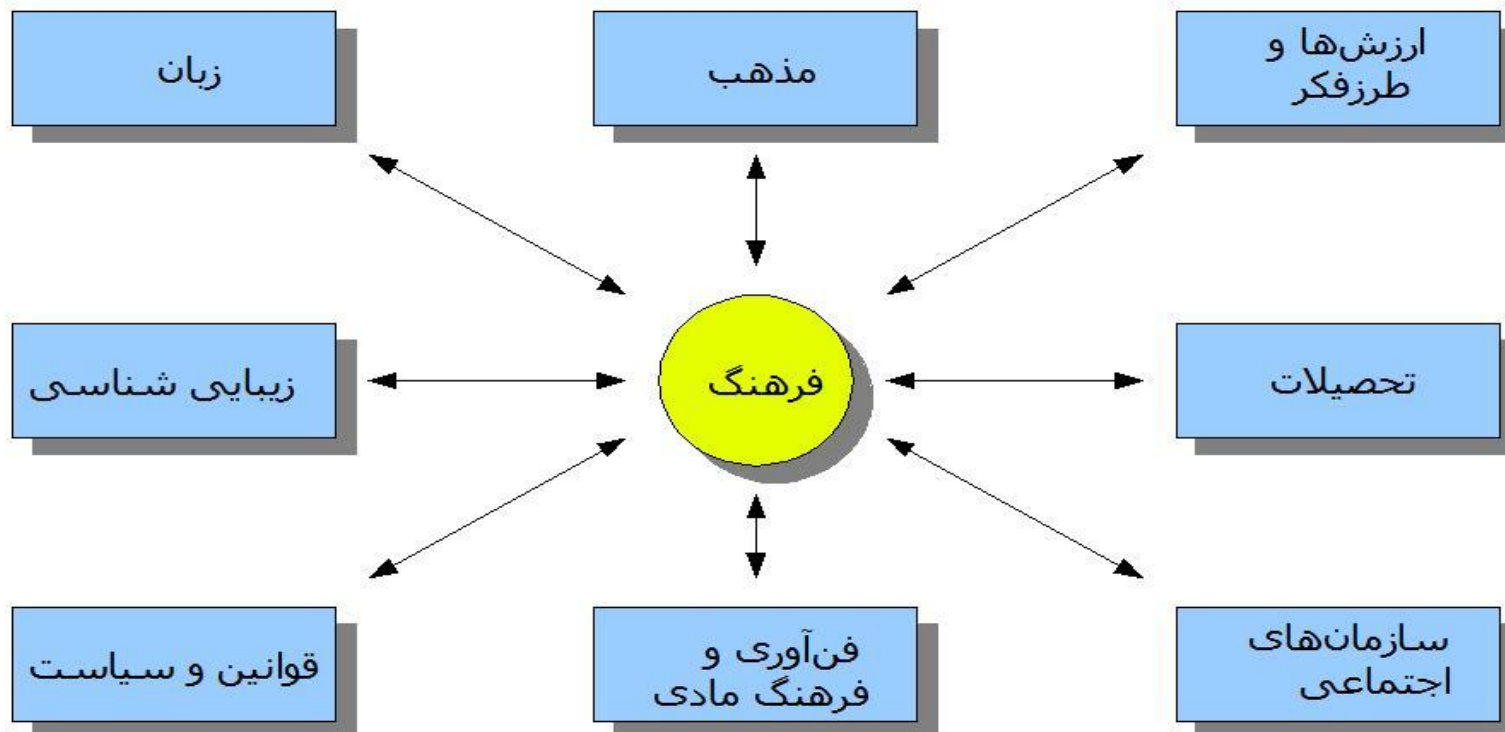 ارزش‌ها و
طرزفکر
مذهب
زبان
تحصیلات
فرهنگ
زیبایی شناسی
سازمان‌های
اجتماعی
فن‌آوری و
فرهنگ مادی
قوانین و سیاست